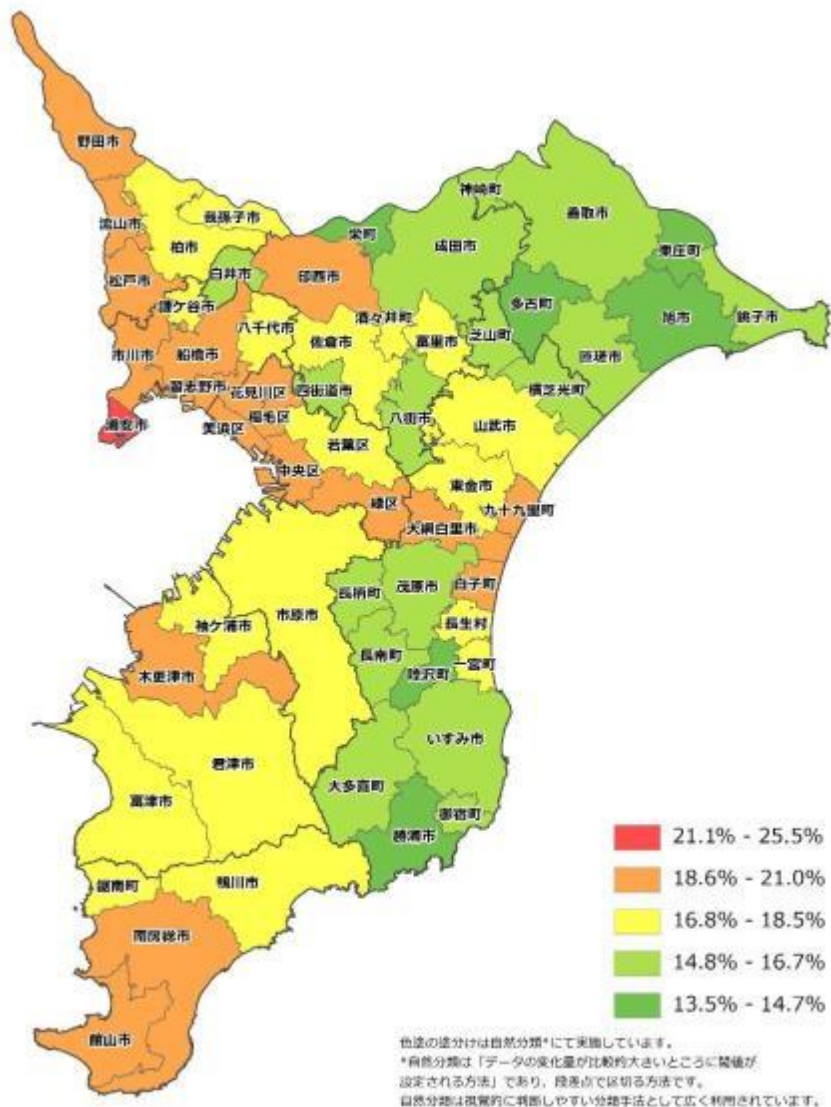 野田市
流山市
我孫子市
柏市
松戸市
白井市
鎌ケ谷市
印西市
栄町
神崎町
成田市
香取市
東庄町
多古町
旭市
銚子市
酒々井町
八千代市
佐倉市
富里市
芝山町
匝瑳市
市川市
船橋市
習志野市
花見川区
四街道市
横芝光町
浦安市
美浜区
稲毛区
八街市
若葉区
山武市
中央区
東金市
緑区
大網白里市
九十九里町
白子町
茂原市
長柄町
市原市
袖ケ浦市
長生村
長南町
一宮町
睦沢町
木更津市
いすみ市
君津市
大多喜町
富津市
御宿町
勝浦市
鋸南町
鴨川市
南房総市
館山市
21.1% - 25.5%
18.6% - 21.0%
16.8% - 18.5%
14.8% - 16.7%
13.5% - 14.7%
色塗の塗分けは自然分類*にて実施しています。
*自然分類は「データの変化量が比較的大きいところに閾値が
設定される方法」であり、段差点で区切る方法です。
自然分類は視覚的に判断しやすい分類手法として広く利用されています。